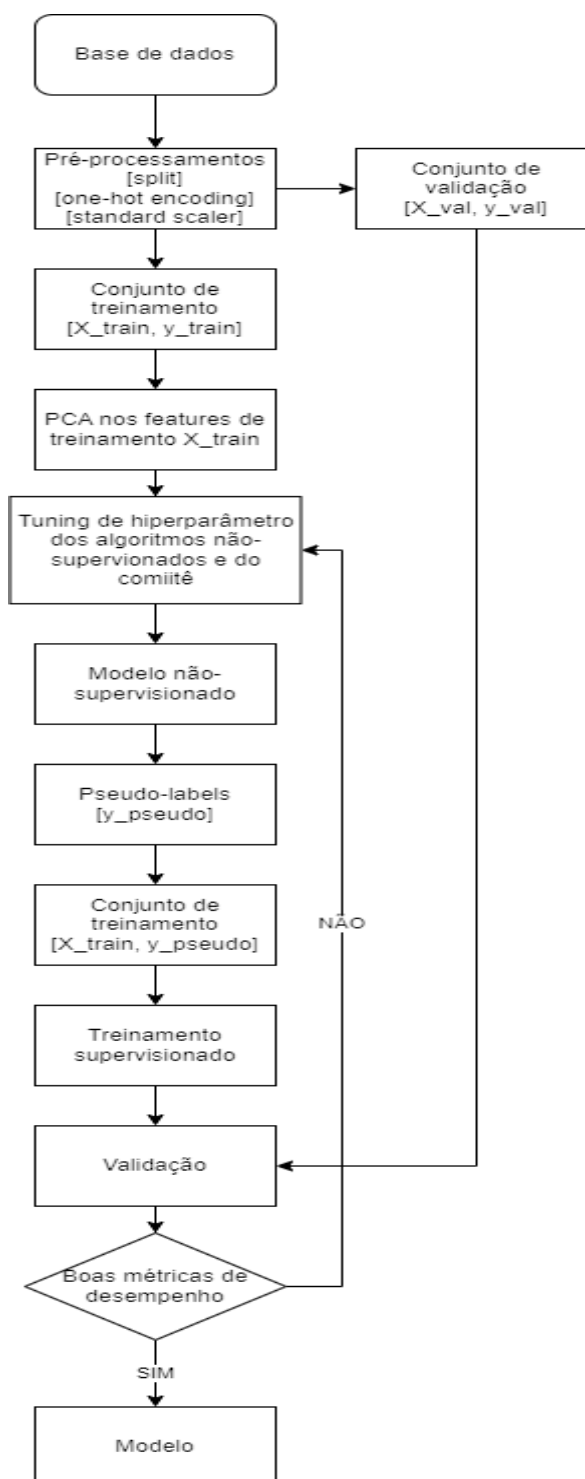 Base de dados
Pré-processamentos
[split]
[one-hot encoding]
[standard scaler]
Conjunto de
validação
[X_val, y_val]
Conjunto de
treinamento
[X_train, y_train]
PCA nos features de
treinamento X_train
Tuning de hiperparâmetro
dos algoritmos não-
supervionados e do
comiitê
Modelo não-
supervisionado
Pseudo-labels
[y_pseudo]
Conjunto de
treinamento
[X_train, y_pseudo]
NÃO
Treinamento
supervisionado
Validação
Boas métricas de
desempenho
SIM
Modelo